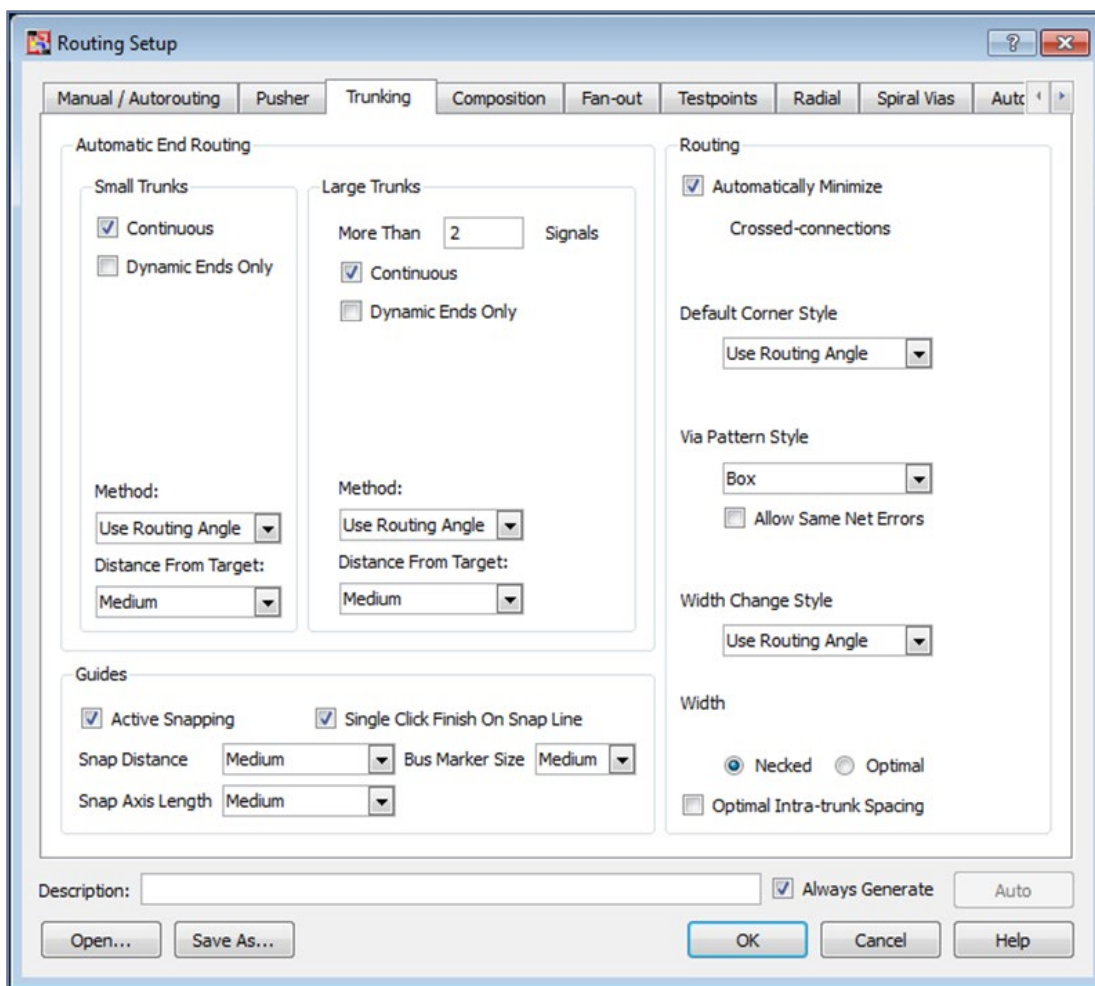 Routing Setup
Manual / Autorouting
Pusher
Trunking
Composition
Fan-out
Testpoints
Radial
Spiral Vias
Automatic End Routing
Small Trunks
Continuous
Dynamic Ends Only
Method:
Use Routing Angle
Distance From Target:
Medium
Large Trunks
More Than 2 Signals
Continuous
Dynamic Ends Only
Method:
Use Routing Angle
Distance From Target:
Medium
Guides
Active Snapping
Single Click Finish On Snap Line
Snap Distance Medium
Bus Marker Size Medium
Snap Axis Length Medium
Routing
Automatically Minimize
Crossed-connections
Default Corner Style
Use Routing Angle
Via Pattern Style
Box
Allow Same Net Errors
Width Change Style
Use Routing Angle
Width
Necked
Optimal
Optimal Intra-trunk Spacing
Description:
Always Generate
Auto
Open...
Save As...
OK
Cancel
Help